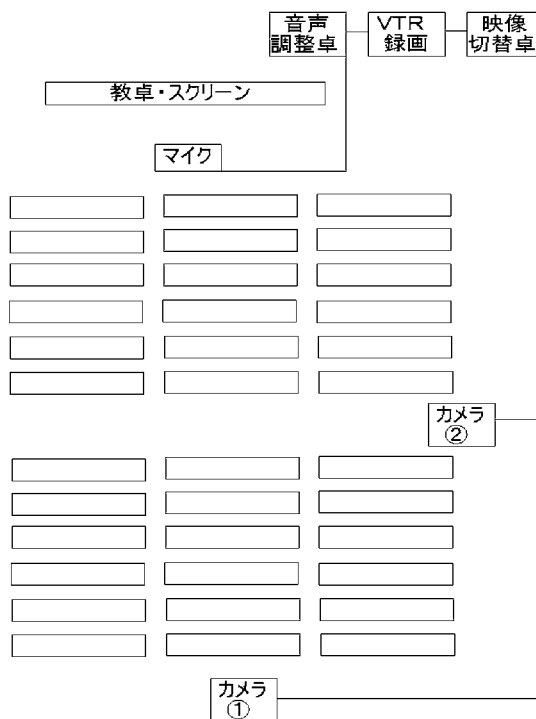 音声
調整卓
VTR
録画
映像
切替卓
教卓・スクリーン
マイク
カメラ
②
カメラ
①